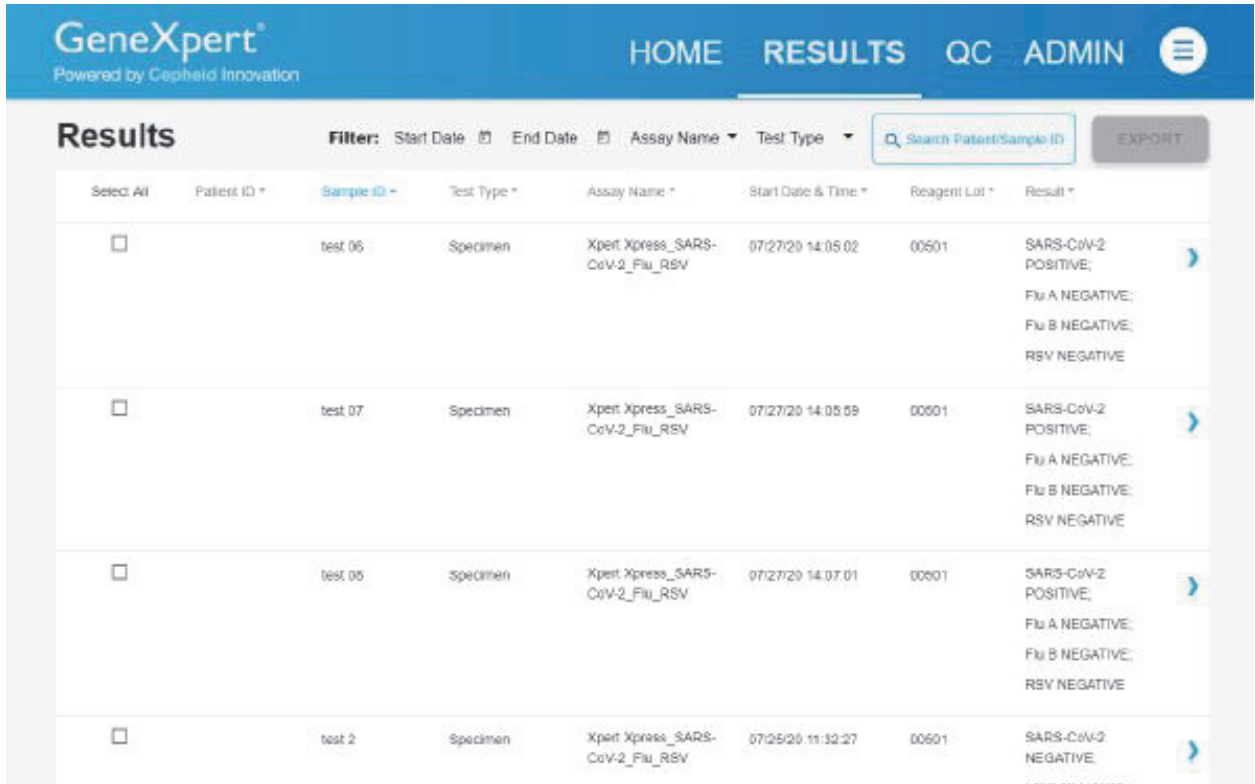 GeneXpert®
Powered by Cepheid Innovation
HOME RESULTS QC ADMIN
Results
Filter: Start Date End Date Assay Name Test Type Search Patient/Sample ID EXPORT
Select All Patient ID Sample ID Test Type Assay Name Start Date & Time Reagent Lot Result
test 06 Specimen Xpert Xpress_SARS- 07/27/20 14:05:02 00501 SARS-CoV-2
CoV-2_Flu_RSV POSITIVE;
Flu A NEGATIVE;
Flu B NEGATIVE;
RSV NEGATIVE
test 07 Specimen Xpert Xpress_SARS- 07/27/20 14:05:59 00501 SARS-CoV-2
CoV-2_Flu_RSV POSITIVE;
Flu A NEGATIVE;
Flu B NEGATIVE;
RSV NEGATIVE
test Specimen Xpert Xpress_SARS- 07/27/20 14:07:01 00501 SARS-CoV-2
CoV-2_Flu_RSV POSITIVE;
Flu A NEGATIVE;
Flu B NEGATIVE;
RSV NEGATIVE
test 2 Specimen Xpert Xpress_SARS- 07/25/20 11:32:27 00501 SARS-CoV-2
CoV-2_Flu_RSV NEGATIVE;